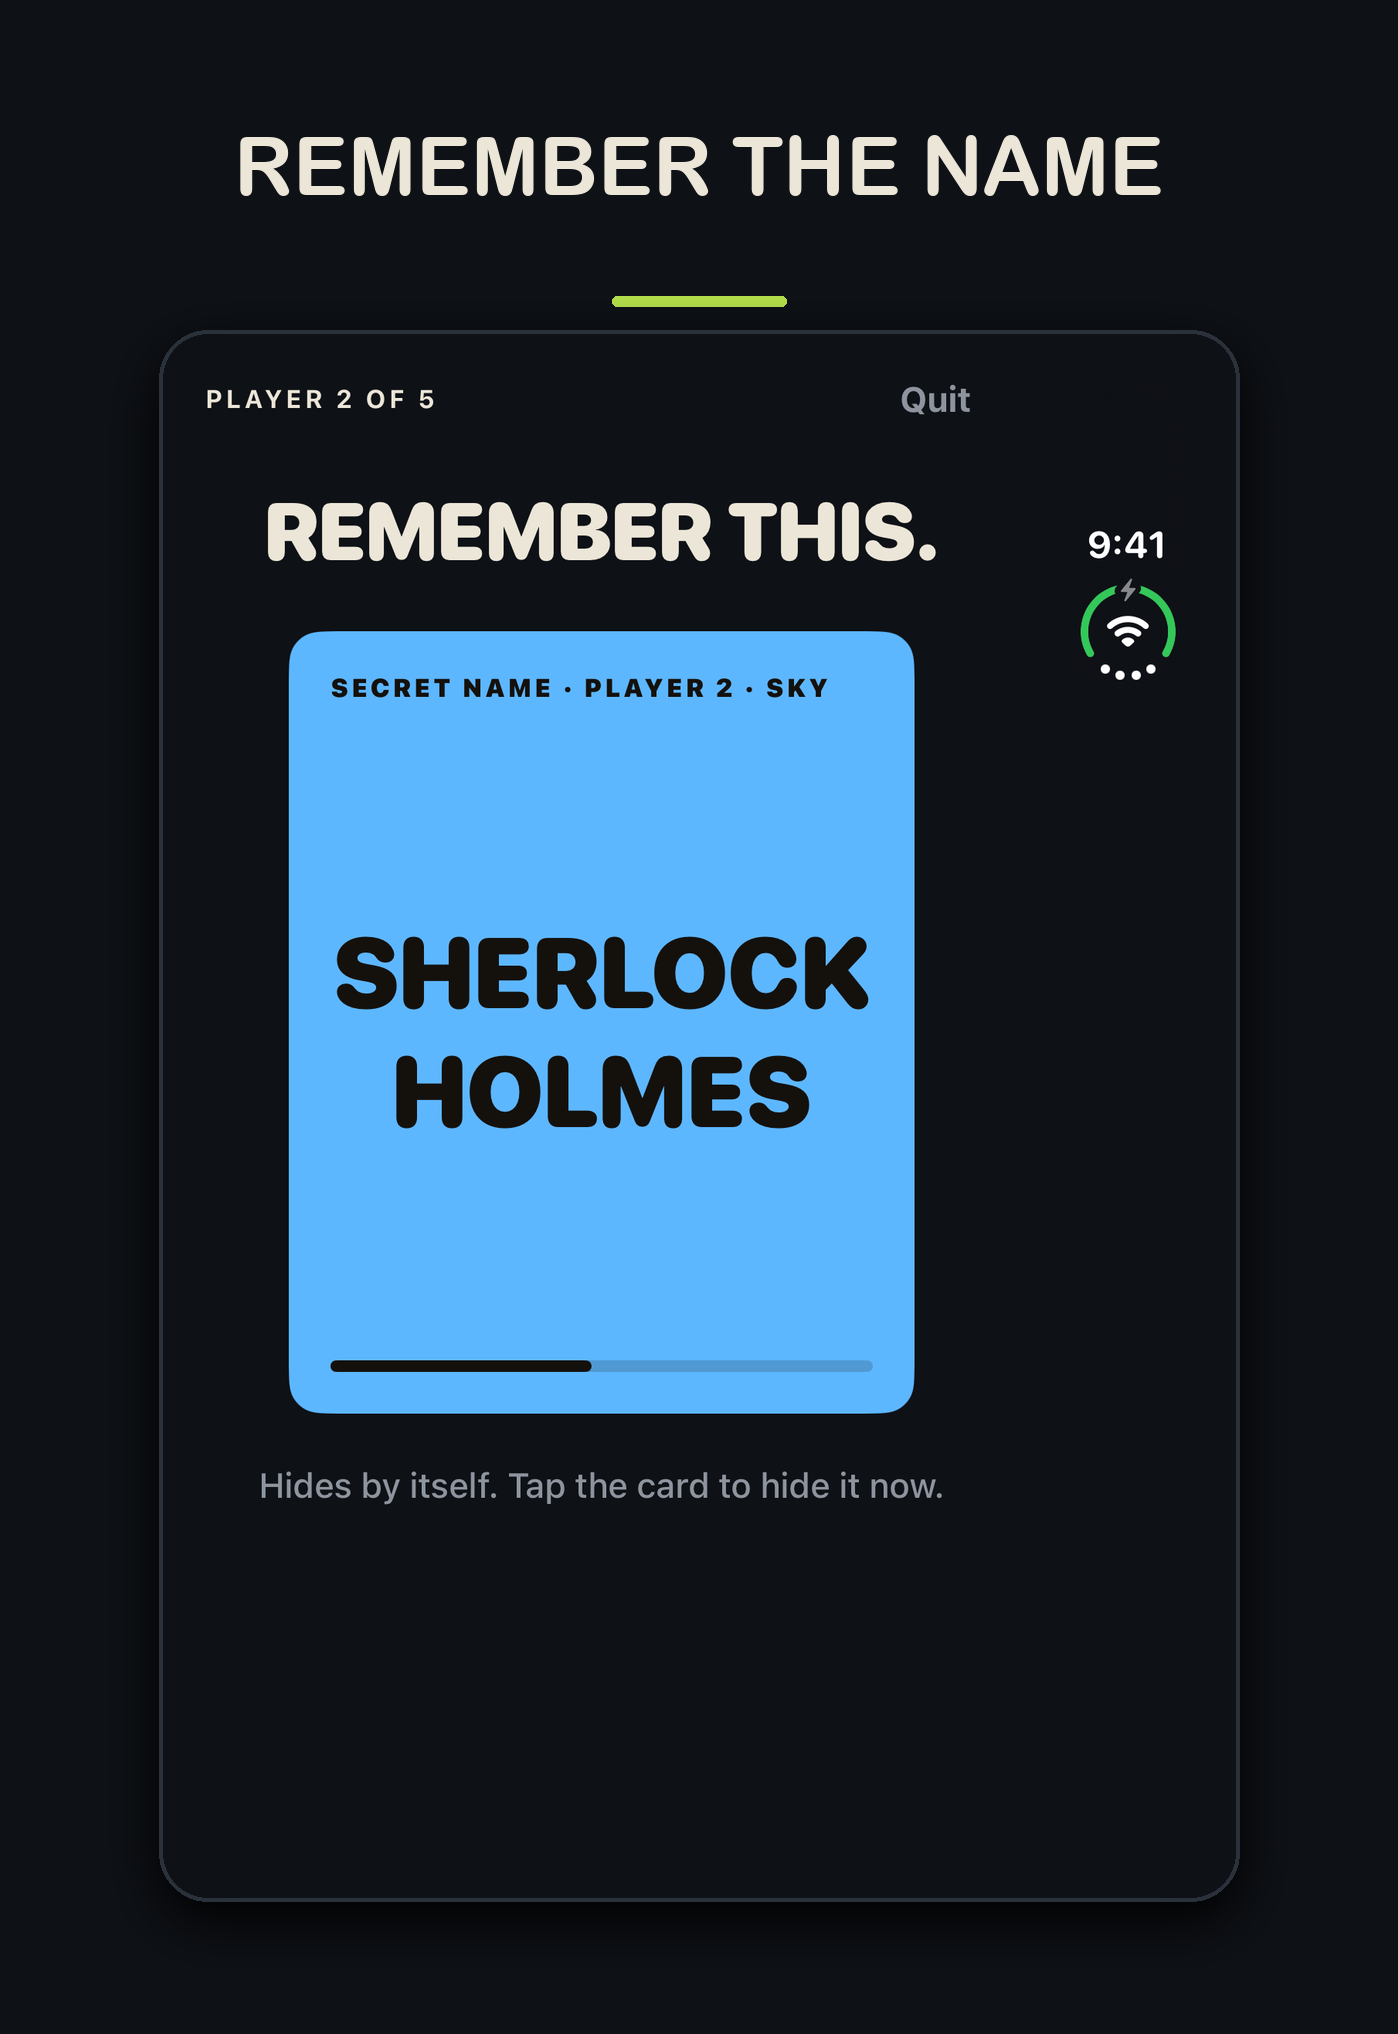 REMEMBER THE NAME
PLAYER 2 OF 5
Quit
REMEMBER THIS.
9:41
SECRET NAME · PLAYER 2 · SKY
SHERLOCK
HOLMES
Hides by itself. Tap the card to hide it now.